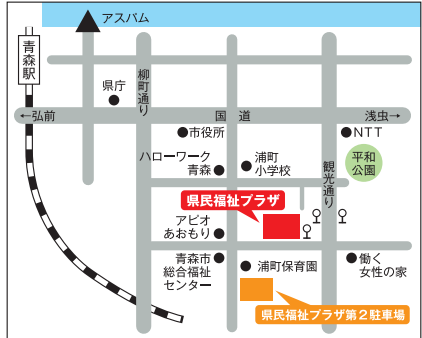 アスパム
青森駅
県庁
柳町通り
←弘前
国道
浅虫→
市役所
NTT
ハローワーク
青森
浦町
小学校
観光通り
平和
公園
県民福祉プラザ
アピオ
あおもり
青森市
総合福祉
センター
浦町保育園
働く
女性の家
県民福祉プラザ第2駐車場